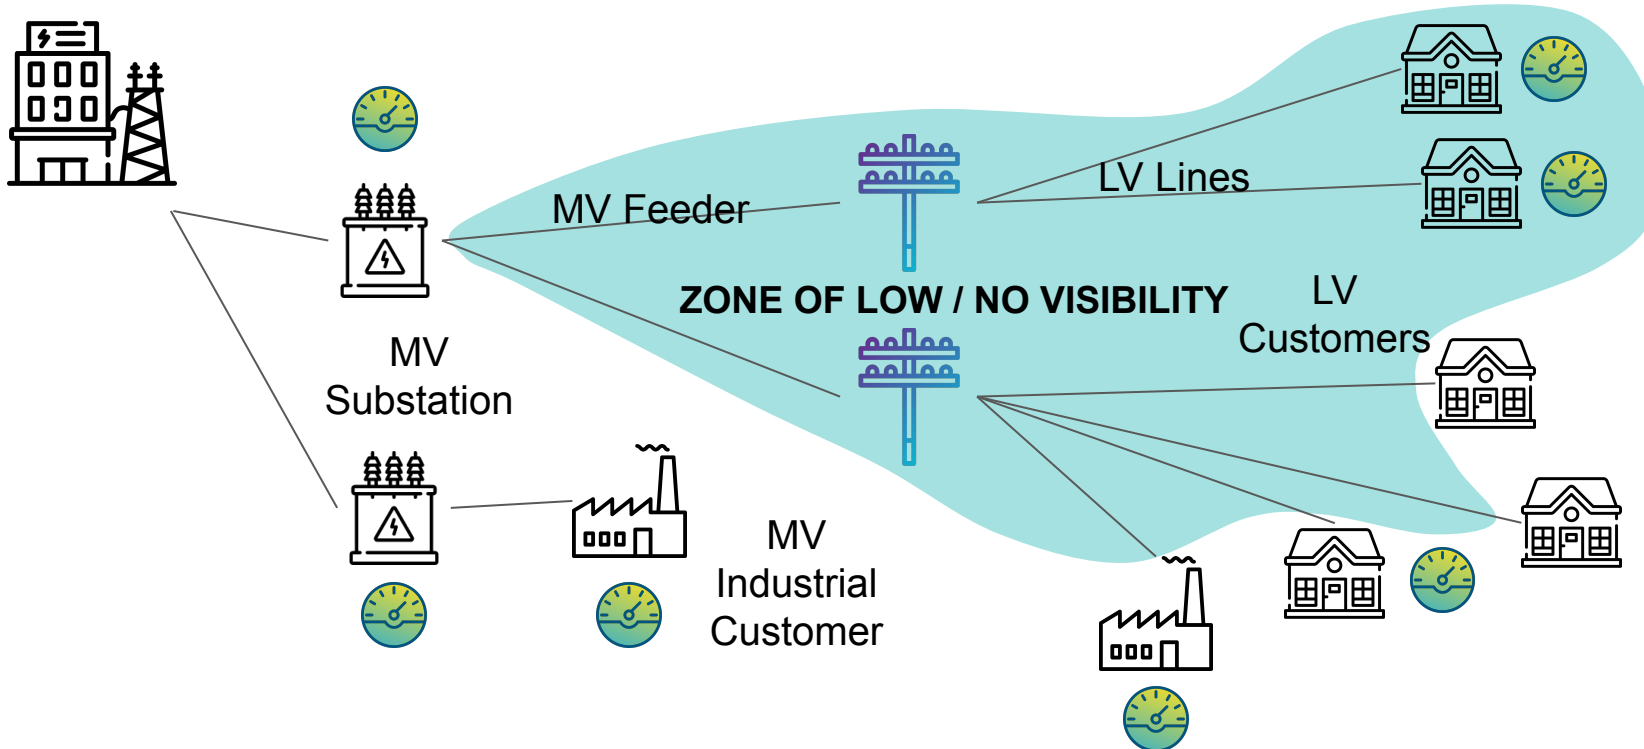 MV Feeder
LV Lines
ZONE OF LOW / NO VISIBILITY
LV
Customers
MV
Substation
MV
Industrial
Customer